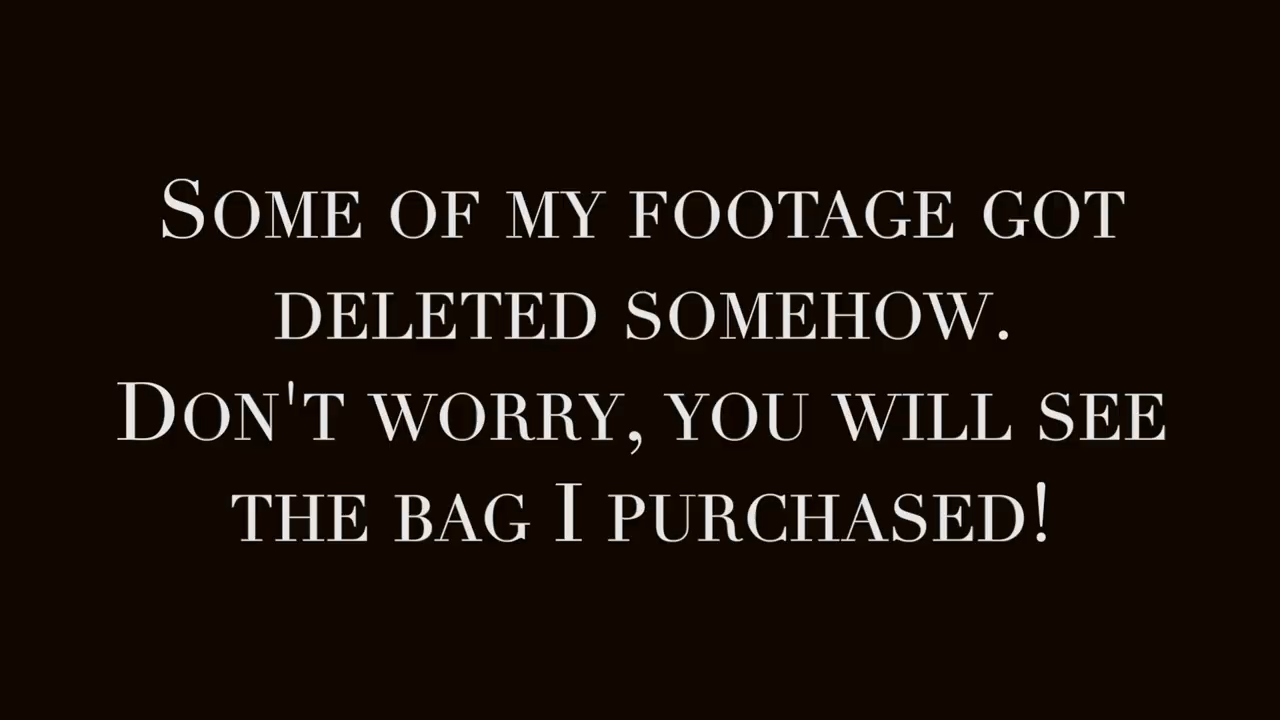 Some of my footage got
deleted somehow.
Don't worry, you will see
the bag I purchased!